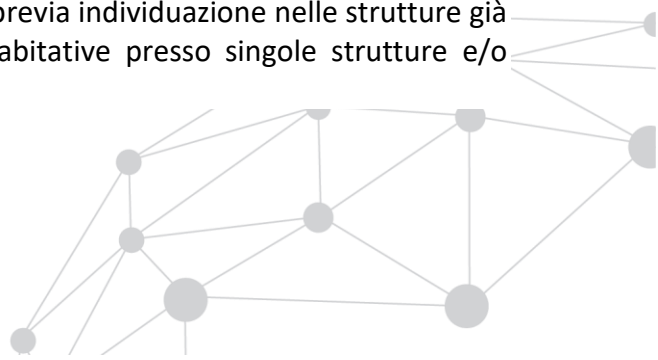 previa individuazione nelle strutture già
abitative presso singole strutture e/o